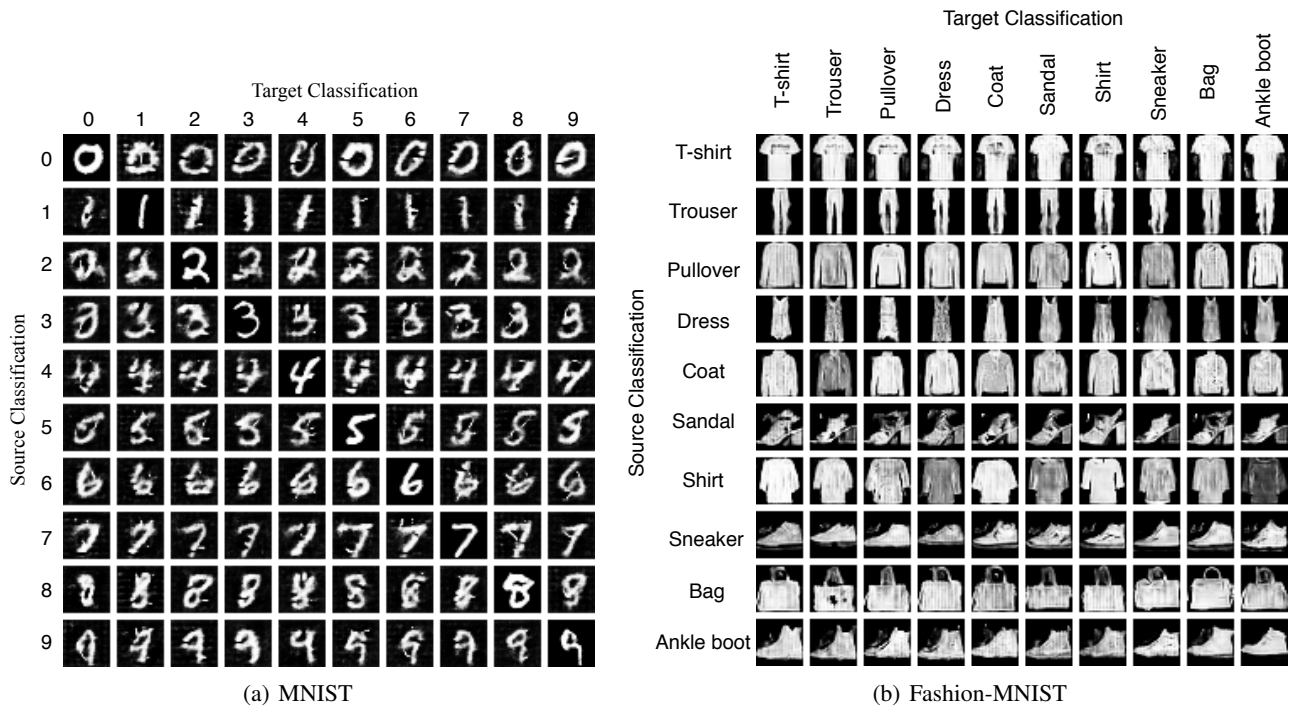 Target Classification
0 1 2 3 4 5 6 7 8 9
Source Classification
0
1
2
3
4
5
6
7
8
9
(a) MNIST
Target Classification
T-shirt Trouser Pullover Dress Coat Sandal Shirt Sneaker Bag Ankle boot
Source Classification
T-shirt
Trouser
Pullover
Dress
Coat
Sandal
Shirt
Sneaker
Bag
Ankle boot
(b) Fashion-MNIST